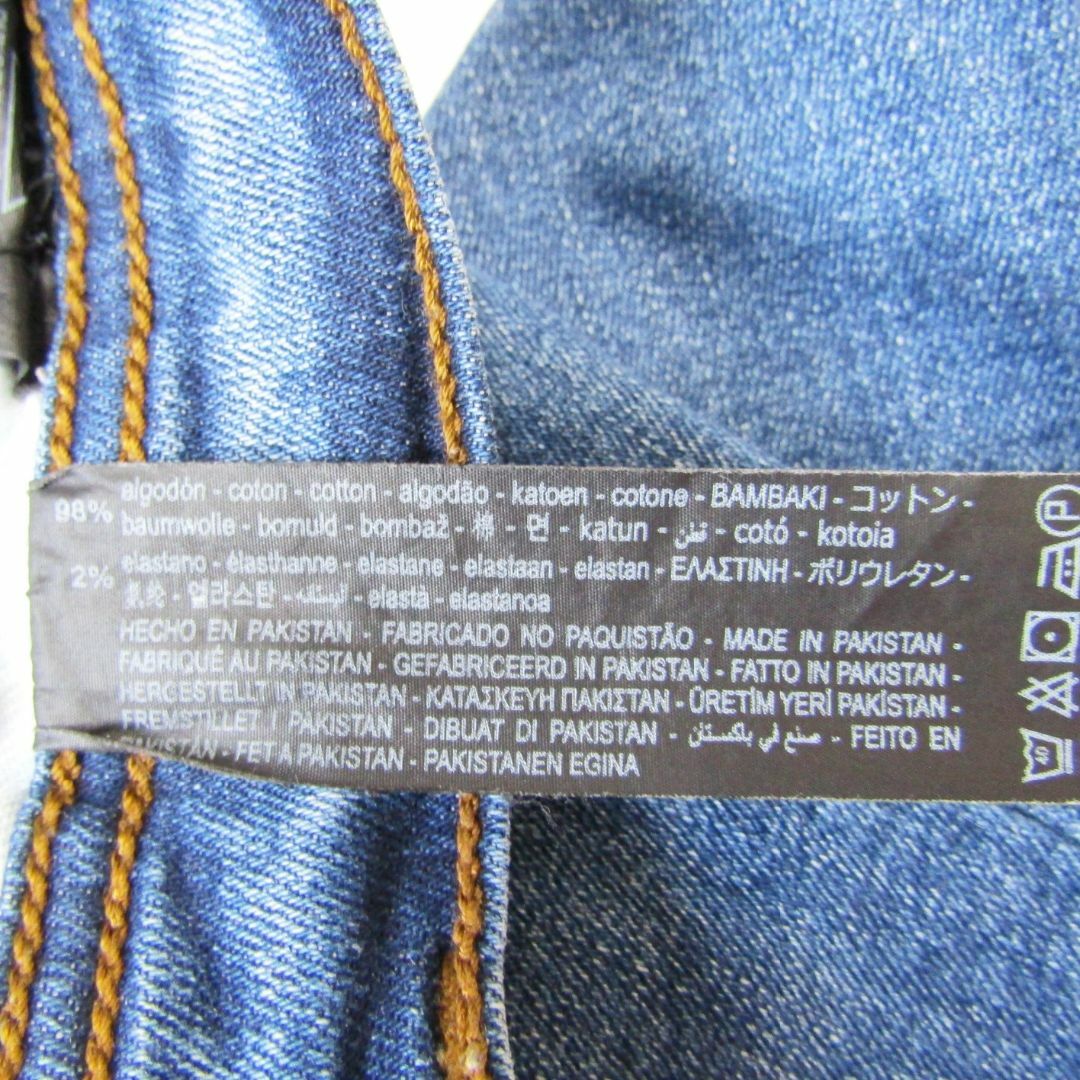 98% algodón - coton - cotton - algodão - katoen - cotone - BAMBAKI - コットン -
baumwolle - bomuld - bombaž - 棉 - 면 - katun - قطن - cotó - kotoia
2% elastano - élasthanne - elastane - elastaan - elastan - ΕΛΑΣΤΙΝΗ - ポリウレタン -
氨纶 - 엘라스탄 - elastà - elastanoa
HECHO EN PAKISTAN - FABRICADO NO PAQUISTÃO - MADE IN PAKISTAN -
FABRIQUÉ AU PAKISTAN - GEFABRICEERD IN PAKISTAN - FATTO IN PAKISTAN -
HERGESTELLT IN PAKISTAN - ΚΑΤΑΣΚΕΥΗ ΠΑΚΙΣΤΑΝ - ÜRETİM YERİ PAKİSTAN -
FREMSTILLET I PAKISTAN - DIBUAT DI PAKISTAN - صنع في باكستان - FEITO EN
PAKISTAN - FET A PAKISTAN - PAKISTANEN EGINA
P